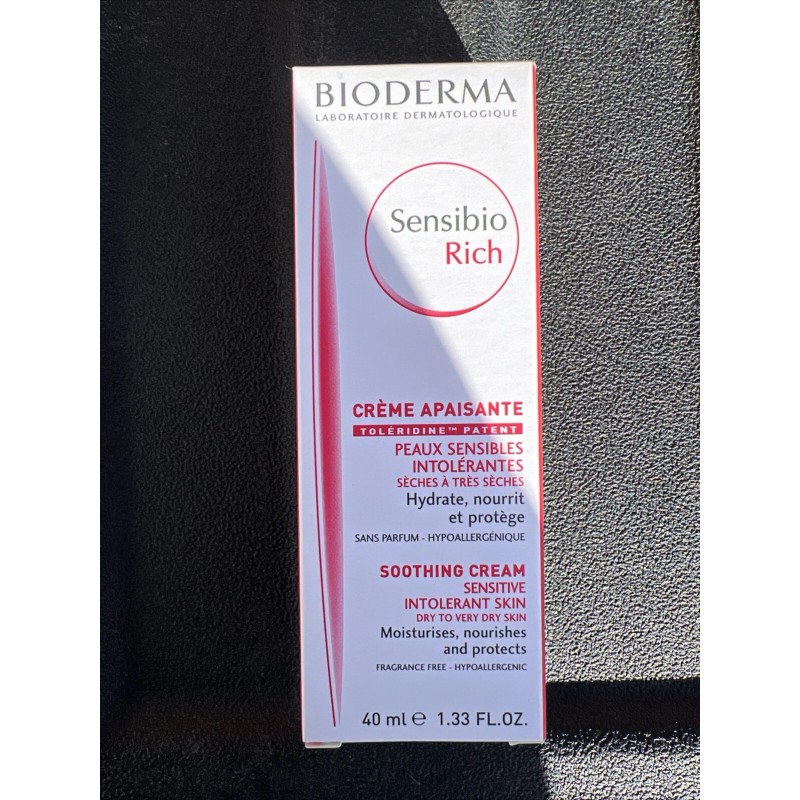 BIODERMA
LABORATOIRE DERMATOLOGIQUE
Sensibio
Rich
CRÈME APAISANTE
TOLÉRIDINE™ PATENT
PEAUX SENSIBLES
INTOLÉRANTES
SÈCHES À TRÈS SÈCHES
Hydrate, nourrit
et protège
SANS PARFUM - HYPOALLERGÉNIQUE
SOOTHING CREAM
SENSITIVE
INTOLERANT SKIN
DRY TO VERY DRY SKIN
Moisturises, nourishes
and protects
FRAGRANCE FREE - HYPOALLERGENIC
40 ml ℮ 1.33 FL.OZ.